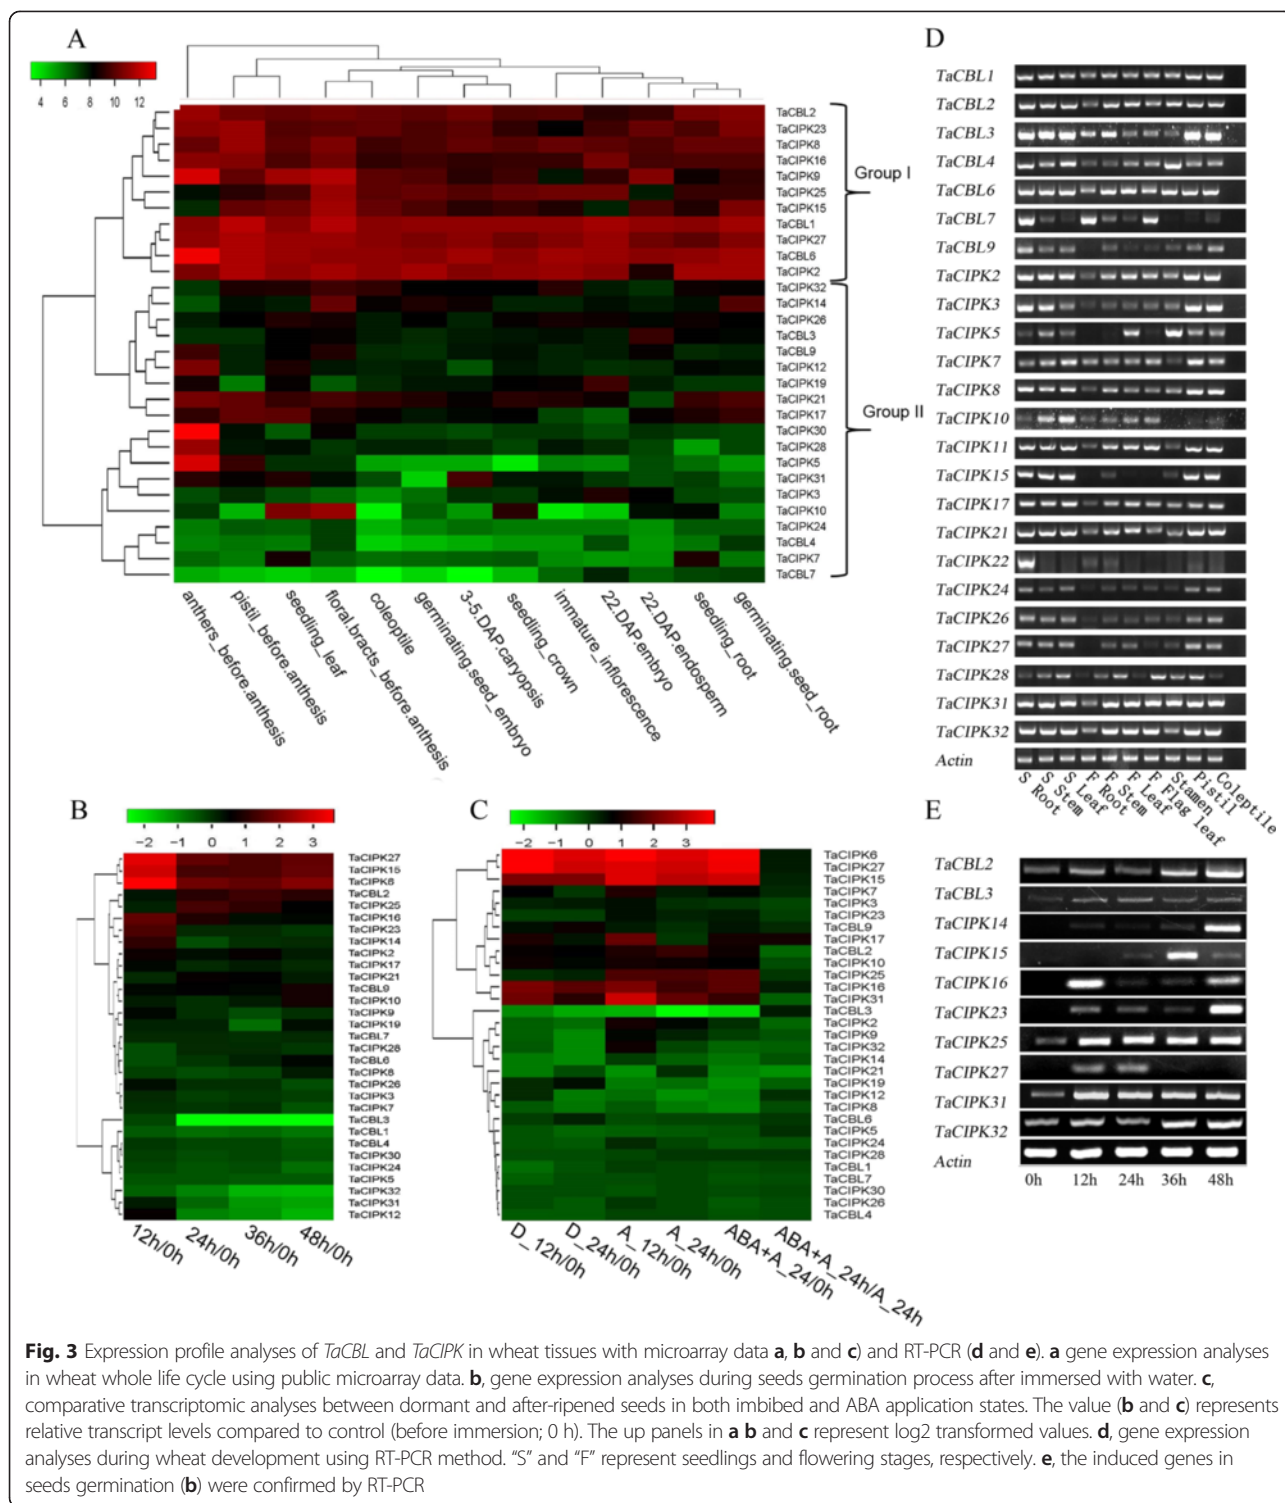 A
4 6 8 10 12
TaCBL2
TaCIPK23
TaCIPK8
TaCIPK16
TaCIPK9
TaCIPK25
TaCIPK15
TaCBL1
TaCIPK27
TaCBL6
TaCIPK2
TaCIPK32
TaCIPK14
TaCIPK26
TaCBL3
TaCBL9
TaCIPK12
TaCIPK19
TaCIPK21
TaCIPK17
TaCIPK30
TaCIPK28
TaCIPK5
TaCIPK31
TaCIPK3
TaCIPK10
TaCIPK24
TaCBL4
TaCIPK7
TaCBL7
Group I
Group II
anthers_before.anthesis
pistil_before.anthesis
seedling_leaf
floral.bracts_before.anthesis
coleoptile
germinating.seed_embryo
3-5.DAP.caryopsis
seedling_crown
immature_inflorescence
22.DAP.embryo
22.DAP.endosperm
seedling_root
germinating.seed_root
D
TaCBL1
TaCBL2
TaCBL3
TaCBL4
TaCBL6
TaCBL7
TaCBL9
TaCIPK2
TaCIPK3
TaCIPK5
TaCIPK7
TaCIPK8
TaCIPK10
TaCIPK11
TaCIPK15
TaCIPK17
TaCIPK21
TaCIPK22
TaCIPK24
TaCIPK26
TaCIPK27
TaCIPK28
TaCIPK31
TaCIPK32
Actin
S Root
S Stem
S Leaf
F Root
F Stem
F Leaf
F Flag leaf
Stamen
Pistil
Coleptile
B
−2 −1 0 1 2 3
TaCIPK27
TaCIPK15
TaCIPK6
TaCBL2
TaCIPK25
TaCIPK16
TaCIPK23
TaCIPK14
TaCIPK2
TaCIPK17
TaCIPK21
TaCBL9
TaCIPK10
TaCIPK9
TaCIPK19
TaCBL7
TaCIPK28
TaCBL6
TaCIPK8
TaCIPK26
TaCIPK3
TaCIPK7
TaCBL3
TaCBL1
TaCBL4
TaCIPK30
TaCIPK24
TaCIPK5
TaCIPK32
TaCIPK31
TaCIPK12
12h/0h
24h/0h
36h/0h
48h/0h
C
−2 −1 0 1 2 3
TaCIPK6
TaCIPK27
TaCIPK15
TaCIPK7
TaCIPK3
TaCIPK23
TaCBL9
TaCIPK17
TaCBL2
TaCIPK10
TaCIPK25
TaCIPK16
TaCIPK31
TaCBL3
TaCIPK2
TaCIPK9
TaCIPK32
TaCIPK14
TaCIPK21
TaCIPK19
TaCIPK12
TaCIPK8
TaCBL6
TaCIPK5
TaCIPK24
TaCIPK28
TaCBL1
TaCBL7
TaCIPK30
TaCIPK26
TaCBL4
D_12h/0h
D_24h/0h
A_12h/0h
A_24h/0h
ABA+A_24/0h
ABA+A_24h/A_24h
E
TaCBL2
TaCBL3
TaCIPK14
TaCIPK15
TaCIPK16
TaCIPK23
TaCIPK25
TaCIPK27
TaCIPK31
TaCIPK32
Actin
0h 12h 24h 36h 48h
Fig. 3 Expression profile analyses of TaCBL and TaCIPK in wheat tissues with microarray data a, b and c) and RT-PCR (d and e). a gene expression analyses
in wheat whole life cycle using public microarray data. b, gene expression analyses during seeds germination process after immersed with water. c,
comparative transcriptomic analyses between dormant and after-ripened seeds in both imbibed and ABA application states. The value (b and c) represents
relative transcript levels compared to control (before immersion; 0 h). The up panels in a b and c represent log2 transformed values. d, gene expression
analyses during wheat development using RT-PCR method. “S” and “F” represent seedlings and flowering stages, respectively. e, the induced genes in
seeds germination (b) were confirmed by RT-PCR